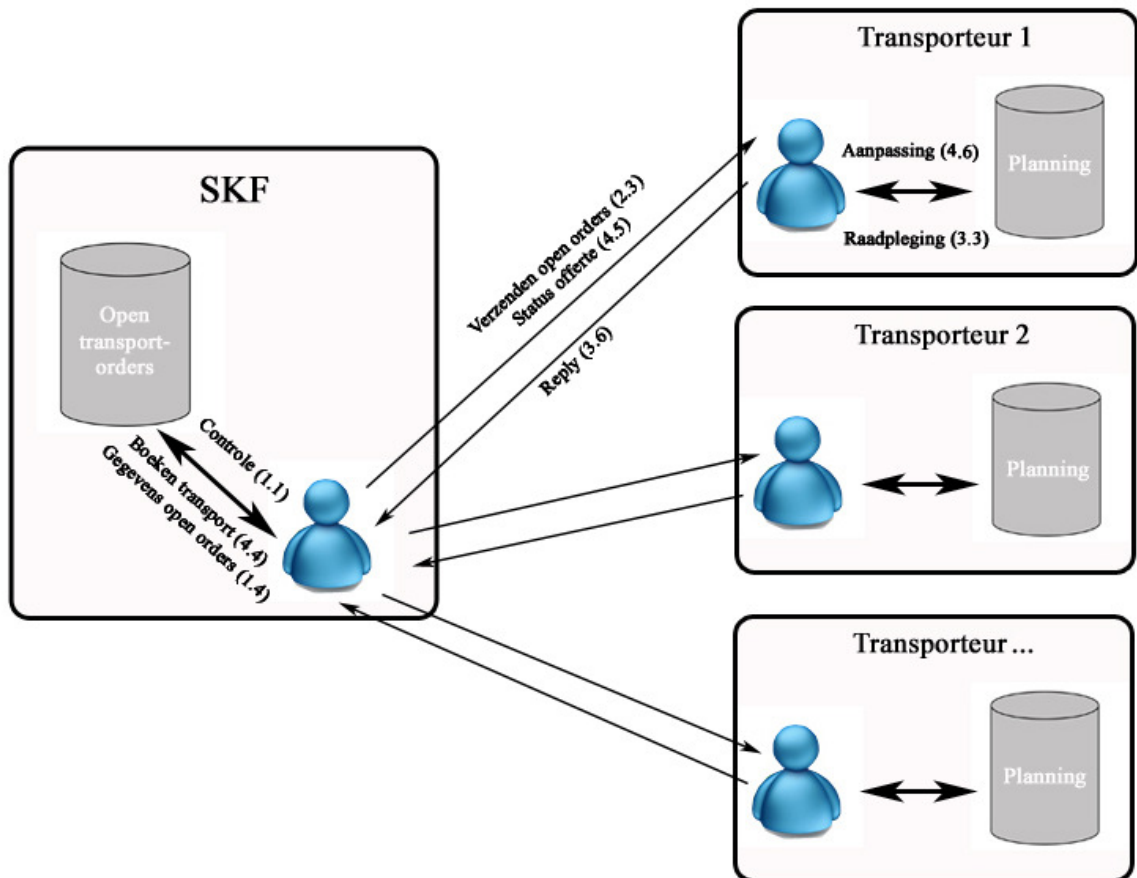 SKF
Open
transport-
orders
Controle (1.1)
Boeken transport (4.4)
Gegevens open orders (1.4)
Verzenden open orders (2.3)
Status offerte (4.5)
Reply (3.6)
Transporteur 1
Aanpassing (4.6)
Raadpleging (3.3)
Planning
Transporteur 2
Planning
Transporteur ...
Planning